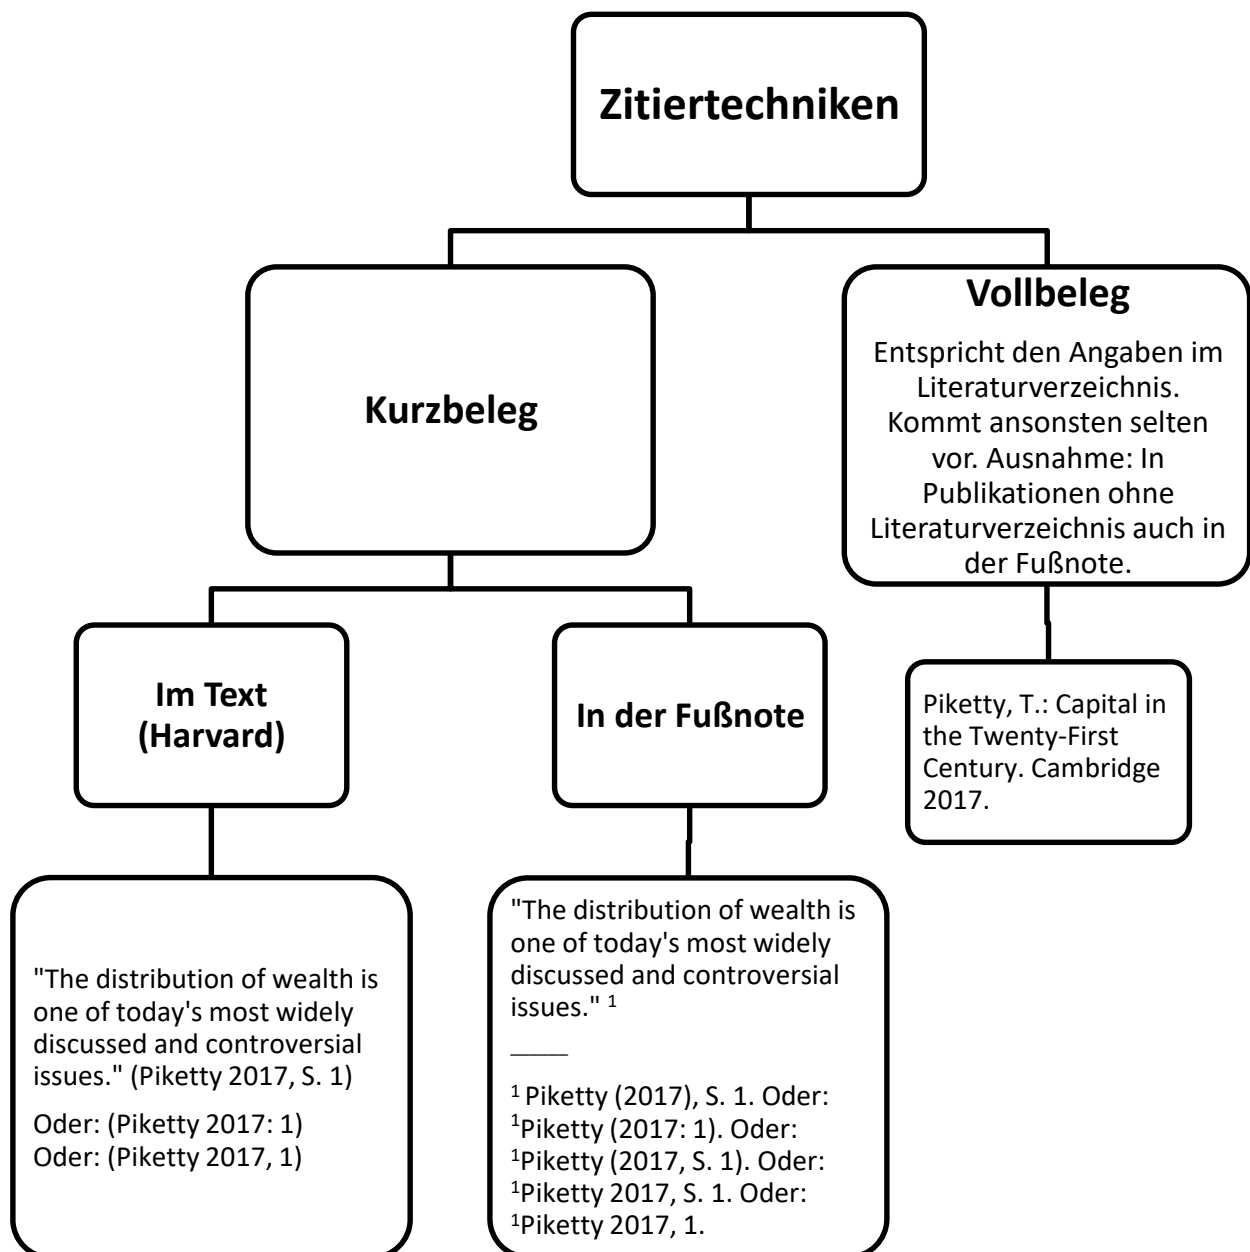 Zitiertechniken
Kurzbeleg
Vollbeleg
Entspricht den Angaben im
Literaturverzeichnis.
Kommt ansonsten selten
vor. Ausnahme: In
Publikationen ohne
Literaturverzeichnis auch in
der Fußnote.
Im Text
(Harvard)
In der Fußnote
Piketty, T.: Capital in
the Twenty-First
Century. Cambridge
2017.
"The distribution of wealth is
one of today's most widely
discussed and controversial
issues." (Piketty 2017, S. 1)
Oder: (Piketty 2017: 1)
Oder: (Piketty 2017, 1)
"The distribution of wealth is
one of today's most widely
discussed and controversial
issues." ¹
¹ Piketty (2017), S. 1. Oder:
¹Piketty (2017: 1). Oder:
¹Piketty (2017, S. 1). Oder:
¹Piketty 2017, S. 1. Oder:
¹Piketty 2017, 1.